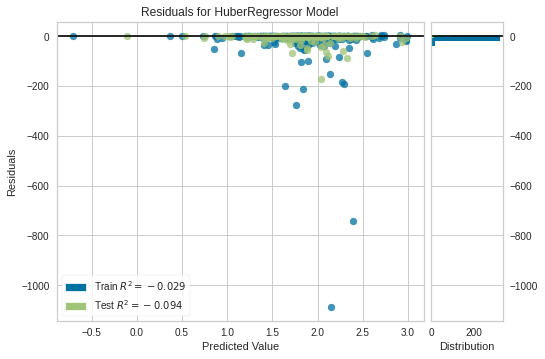 Residuals for HuberRegressor Model
Residuals
0
−200
−400
−600
−800
−1000
Train R² = −0.029
Test R² = −0.094
−0.5 0.0 0.5 1.0 1.5 2.0 2.5 3.0
Predicted Value
0
−200
−400
−600
−800
−1000
0 200
Distribution